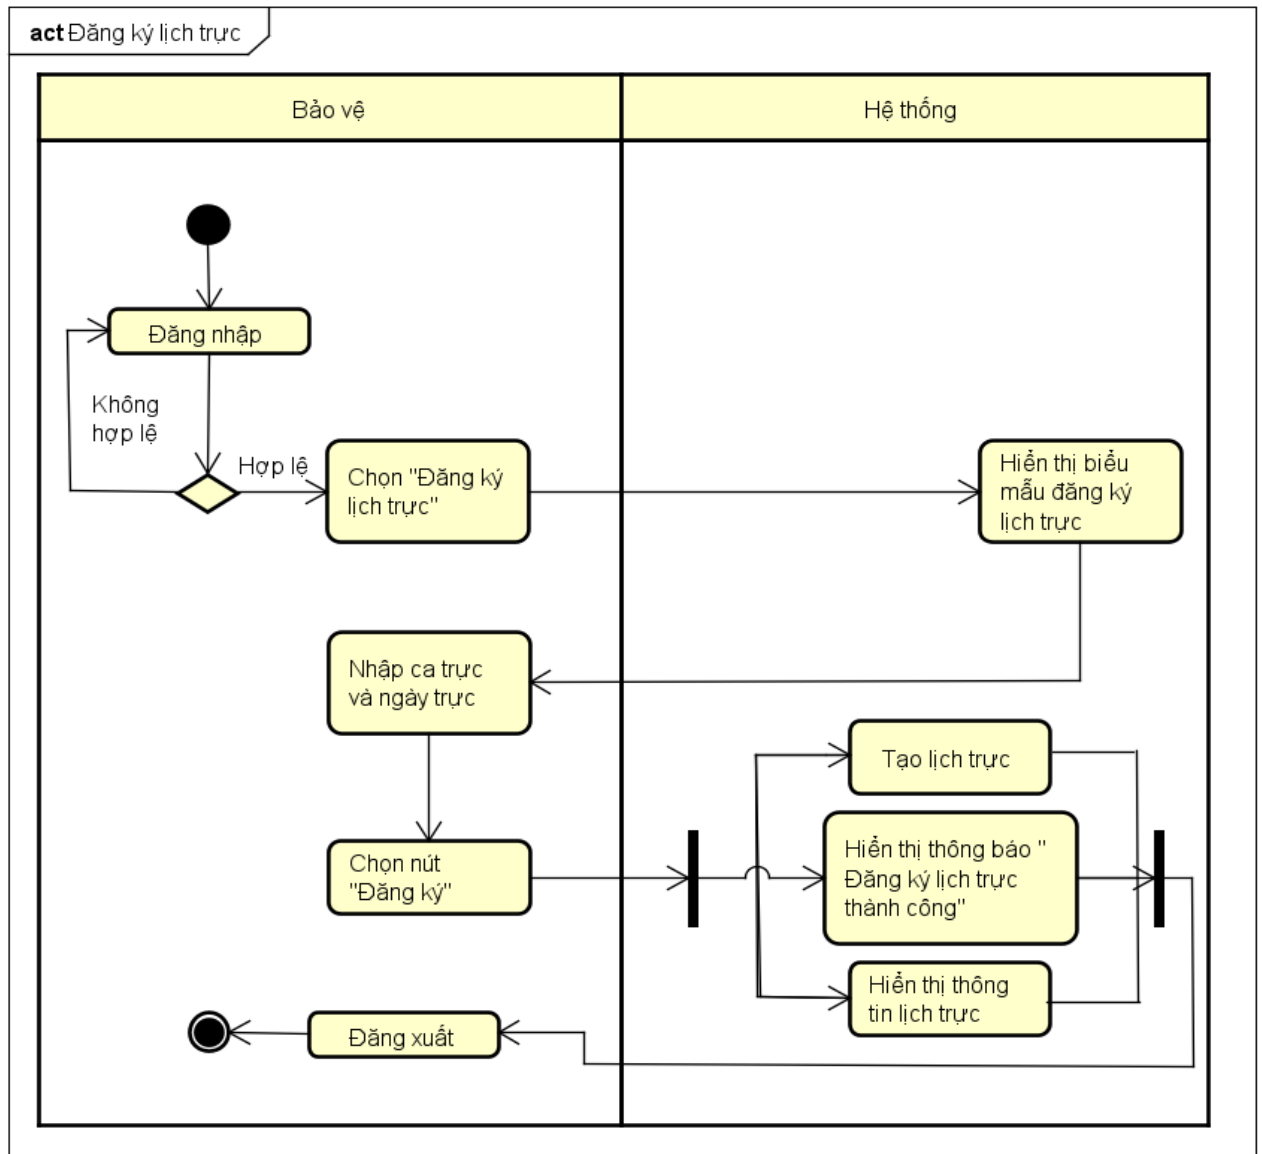 act Đăng ký lịch trực
Bảo vệ
Hệ thống
Đăng nhập
Không
hợp lệ
Hợp lệ
Chọn "Đăng ký
lịch trực"
Hiển thị biểu
mẫu đăng ký
lịch trực
Nhập ca trực
và ngày trực
Chọn nút
"Đăng ký"
Tạo lịch trực
Hiển thị thông báo "
Đăng ký lịch trực
thành công"
Hiển thị thông
tin lịch trực
Đăng xuất